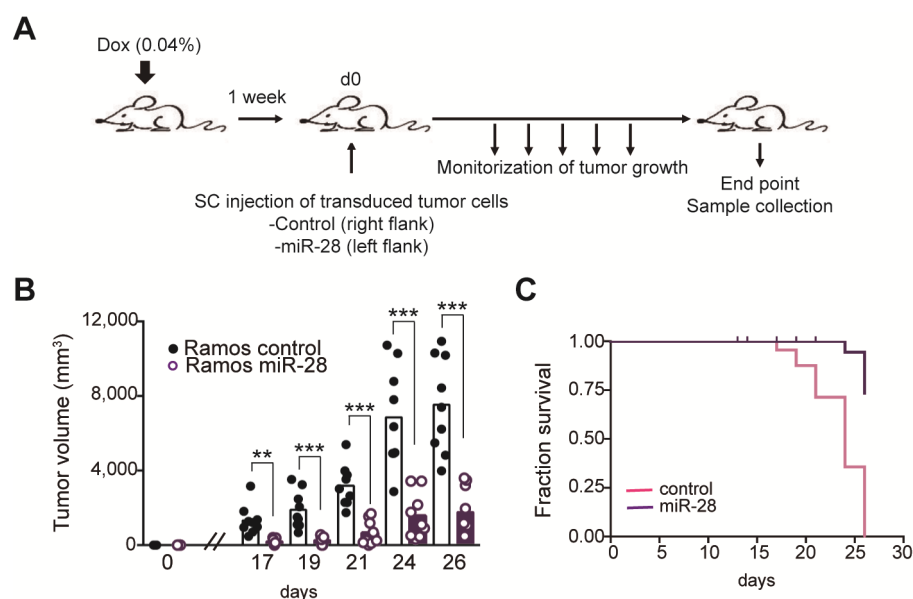 A
Dox (0.04%)
1 week
d0
SC injection of transduced tumor cells
-Control (right flank)
-miR-28 (left flank)
Monitorization of tumor growth
End point
Sample collection
B
Tumor volume (mm³)
12,000
8,000
4,000
0
Ramos control
Ramos miR-28
**
***
***
***
***
0
//
17
19
21
24
26
days
C
Fraction survival
1.00
0.75
0.50
0.25
0.00
control
miR-28
0
5
10
15
20
25
30
days